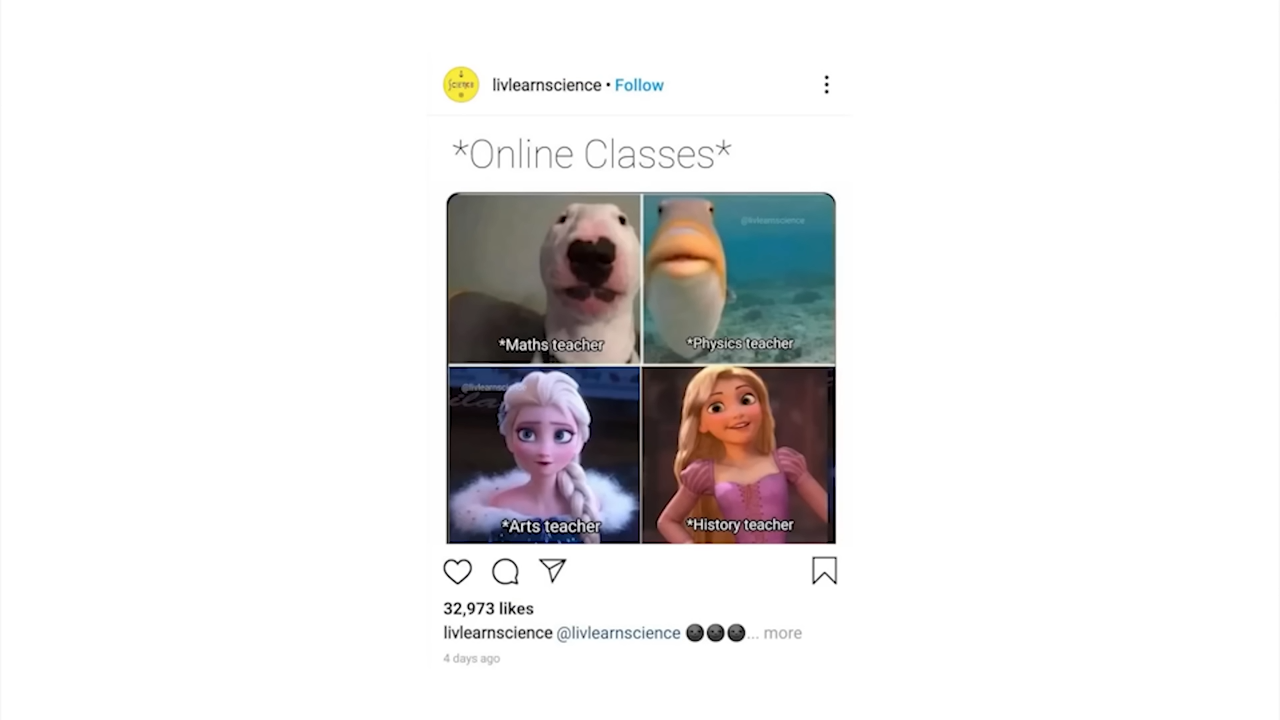 livlearnscience • Follow
*Online Classes*
@livlearnscience
*Maths teacher
*Physics teacher
*Arts teacher
*History teacher
32,973 likes
livlearnscience @livlearnscience ... more
4 days ago